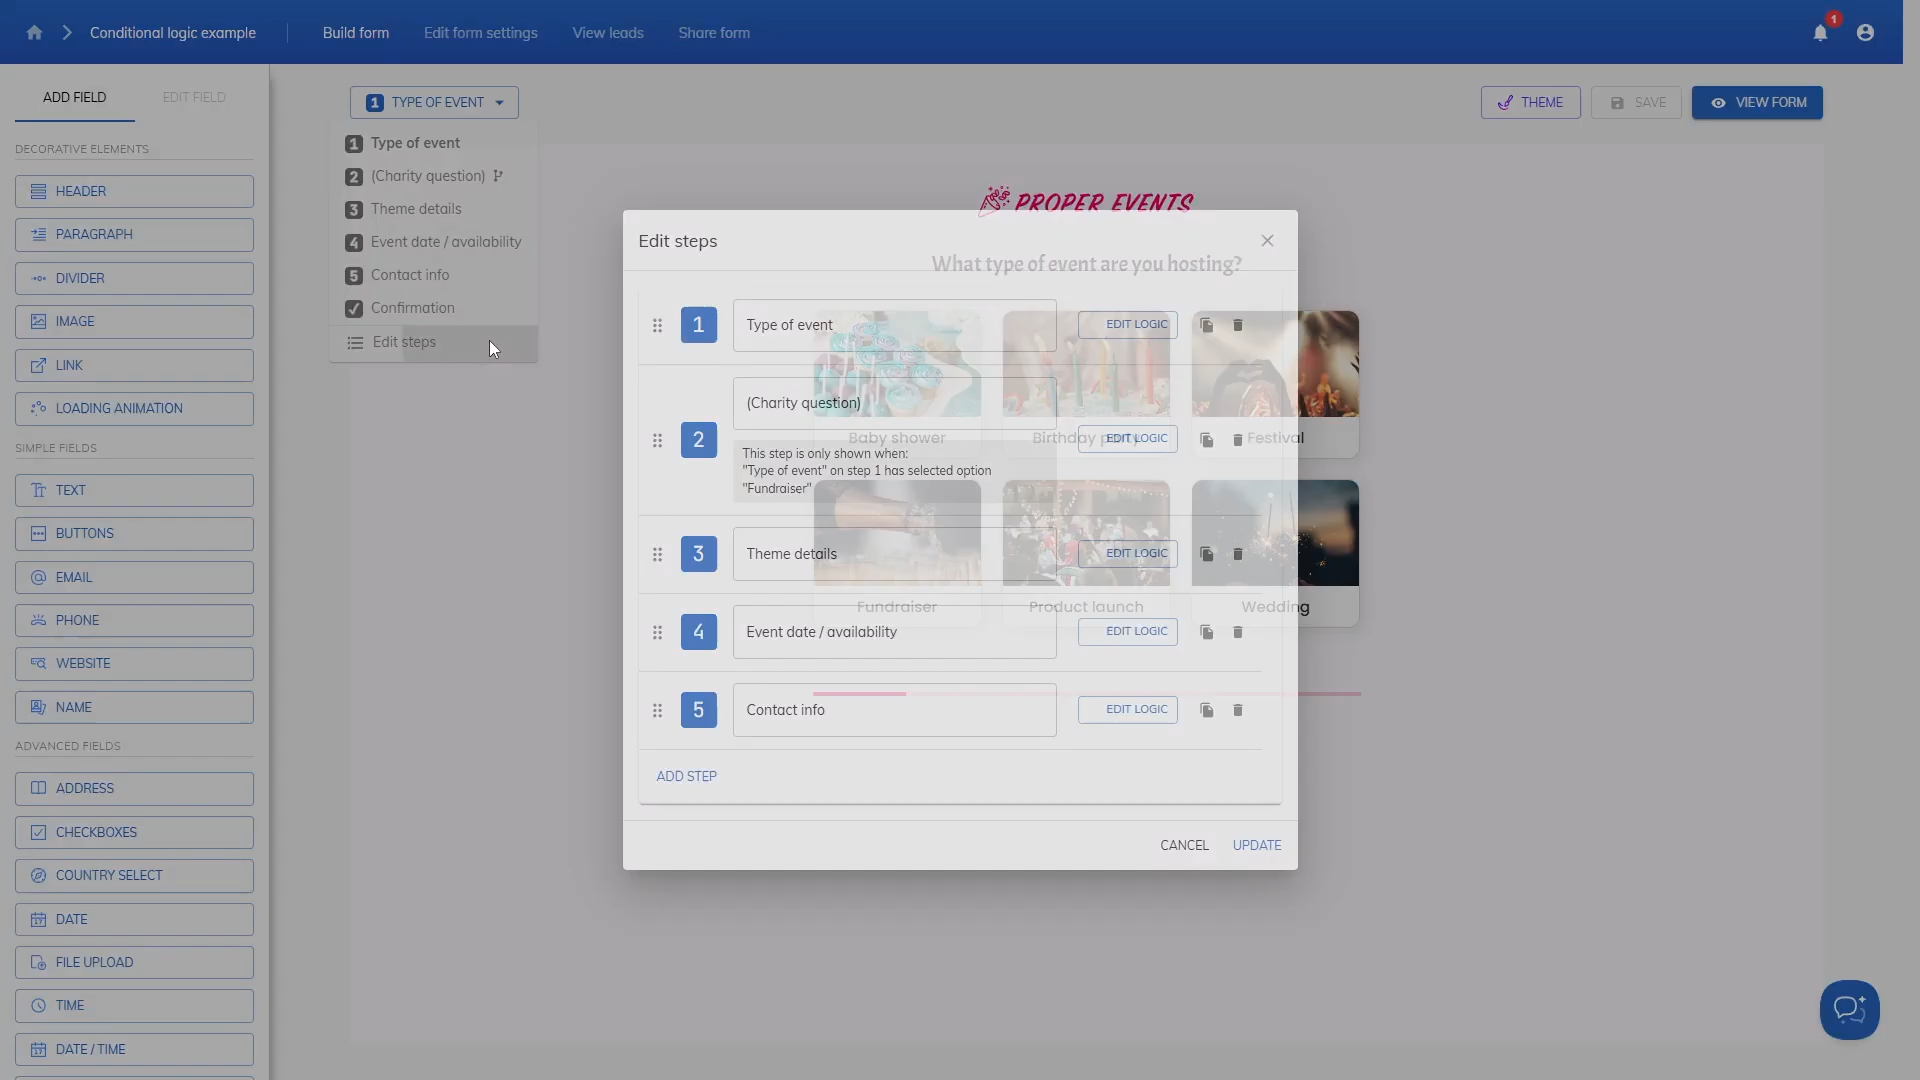 Conditional logic example
Build form
Edit form settings
View leads
Share form
1
ADD FIELD
EDIT FIELD
1 TYPE OF EVENT
THEME
SAVE
VIEW FORM
DECORATIVE ELEMENTS
HEADER
PARAGRAPH
DIVIDER
IMAGE
LINK
LOADING ANIMATION
SIMPLE FIELDS
TEXT
BUTTONS
EMAIL
PHONE
WEBSITE
NAME
ADVANCED FIELDS
ADDRESS
CHECKBOXES
COUNTRY SELECT
DATE
FILE UPLOAD
TIME
DATE / TIME
1 Type of event
2 (Charity question)
3 Theme details
4 Event date / availability
5 Contact info
Confirmation
Edit steps
PROPER EVENTS
What type of event are you hosting?
Baby shower
Birthday party
Festival
Fundraiser
Product launch
Wedding
Edit steps
1 Type of event EDIT LOGIC
2 (Charity question) EDIT LOGIC
This step is only shown when:
"Type of event" on step 1 has selected option
"Fundraiser"
3 Theme details EDIT LOGIC
4 Event date / availability EDIT LOGIC
5 Contact info EDIT LOGIC
ADD STEP
CANCEL
UPDATE